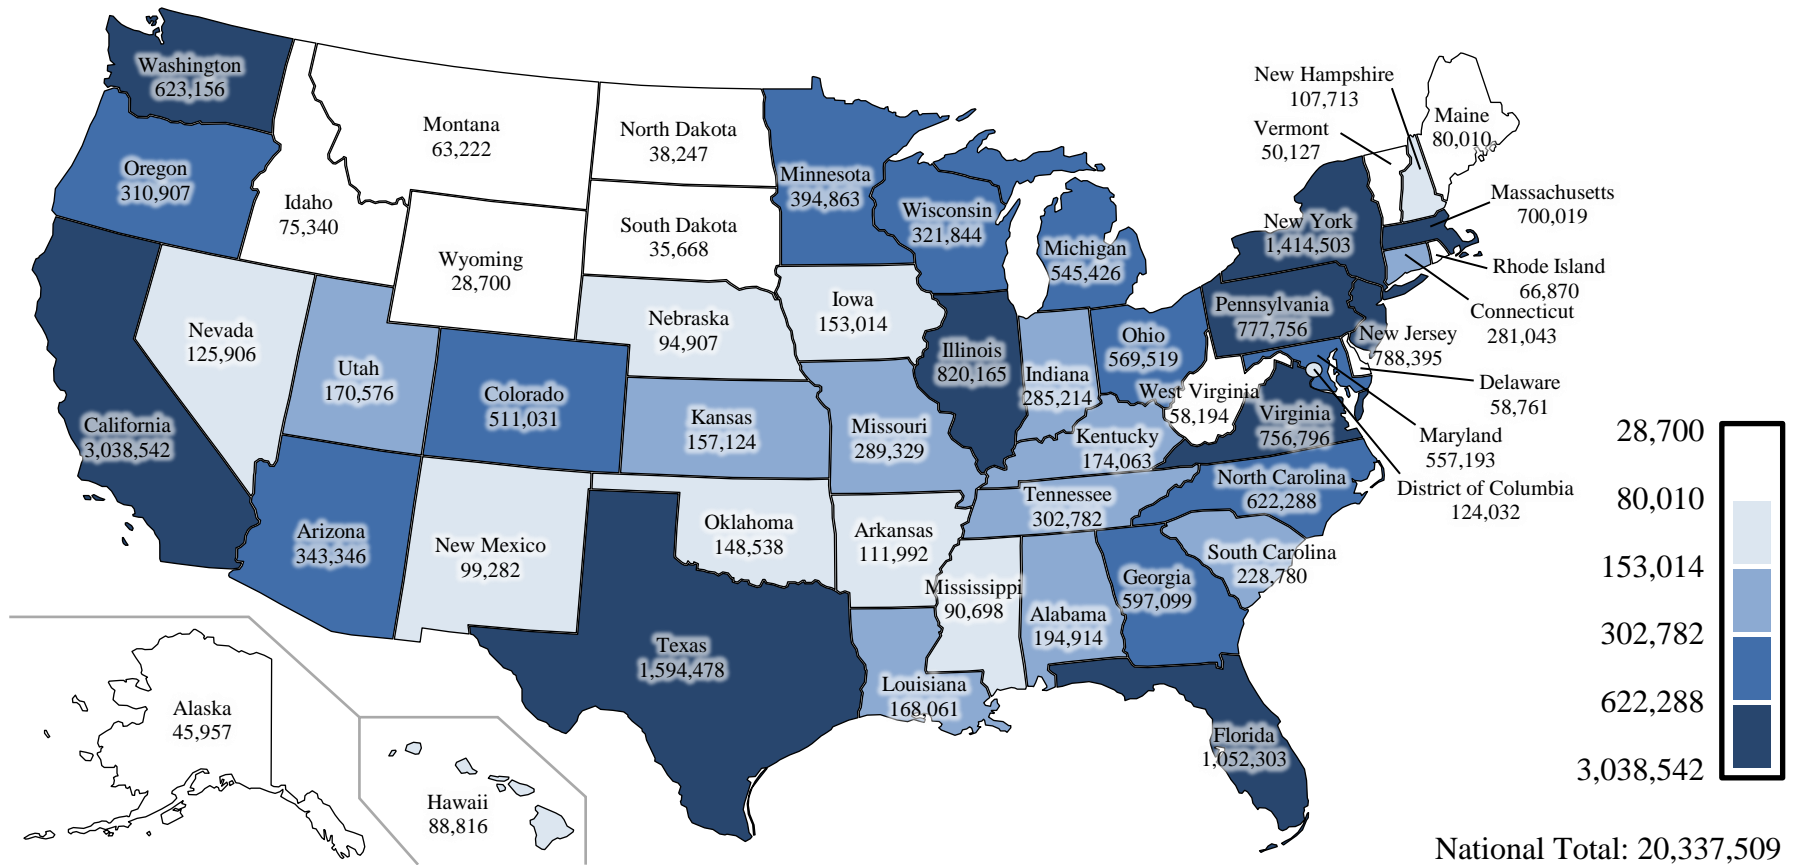 Washington
623,156
Oregon
310,907
California
3,038,542
Idaho
75,340
Nevada
125,906
Montana
63,222
Wyoming
28,700
Utah
170,576
Colorado
511,031
Arizona
343,346
New Mexico
99,282
North Dakota
38,247
South Dakota
35,668
Nebraska
94,907
Kansas
157,124
Oklahoma
148,538
Texas
1,594,478
Minnesota
394,863
Iowa
153,014
Missouri
289,329
Arkansas
111,992
Louisiana
168,061
Wisconsin
321,844
Illinois
820,165
Michigan
545,426
Indiana
285,214
Ohio
569,519
Kentucky
174,063
Tennessee
302,782
Mississippi
90,698
Alabama
194,914
Georgia
597,099
Florida
1,052,303
South Carolina
228,780
North Carolina
622,288
Virginia
756,796
West Virginia
58,194
Pennsylvania
777,756
New York
1,414,503
Vermont
50,127
New Hampshire
107,713
Maine
80,010
Massachusetts
700,019
Rhode Island
66,870
Connecticut
281,043
New Jersey
788,395
Delaware
58,761
Maryland
557,193
District of Columbia
124,032
Alaska
45,957
Hawaii
88,816
28,700
80,010
153,014
302,782
622,288
3,038,542
National Total: 20,337,509